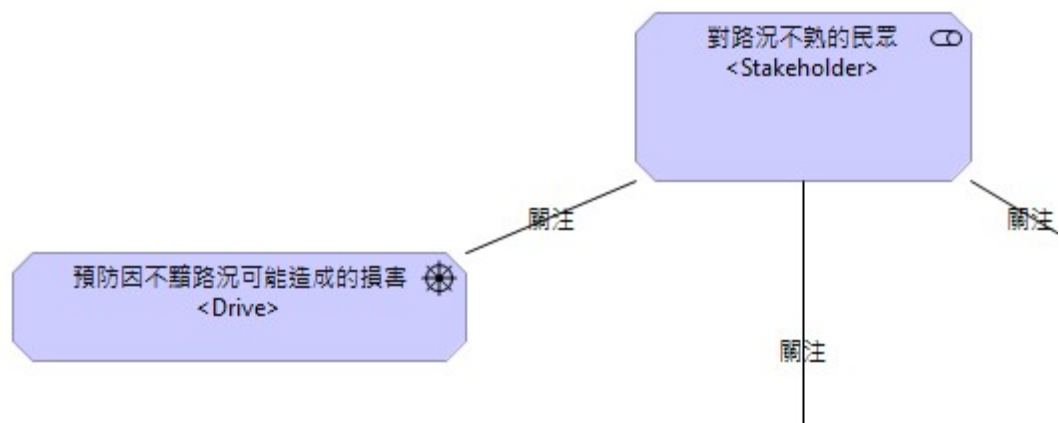 對路況不熟的民眾
<Stakeholder>
關注
關注
預防因不黯路況可能造成的損害
<Drive>
關注